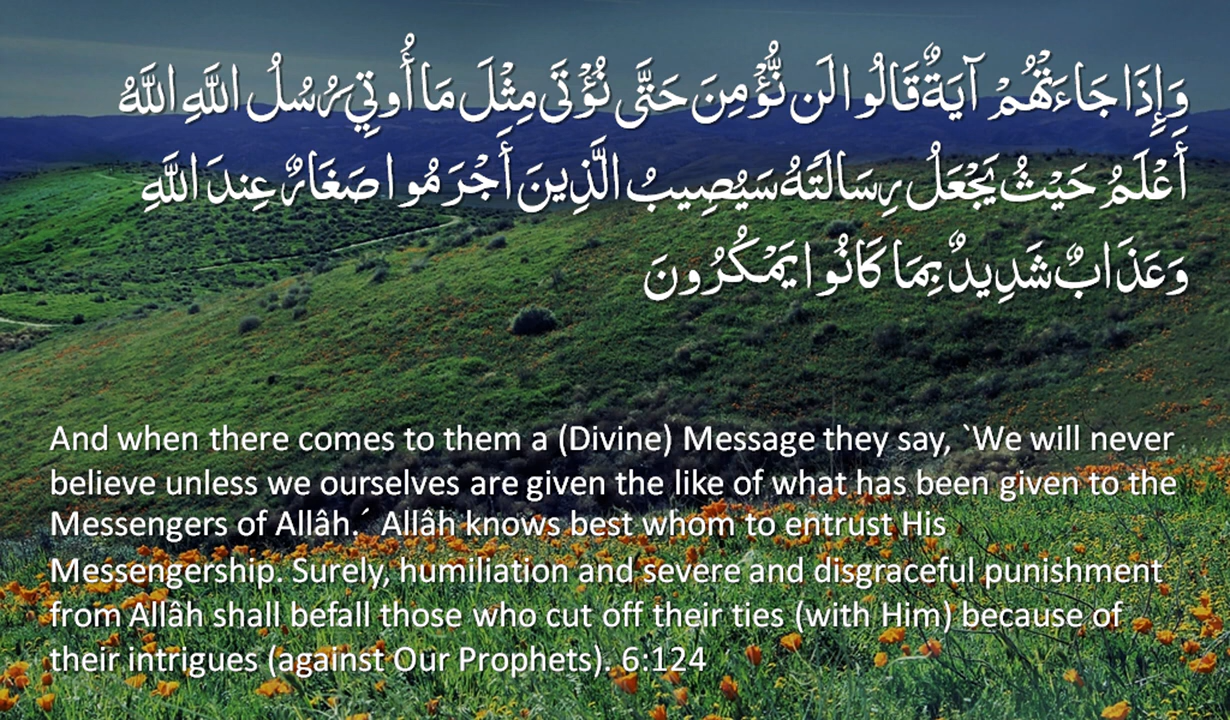 وَإِذَا جَاءَتْهُمْ آيَةٌ قَالُوا لَن نُّؤْمِنَ حَتَّى نُؤْتَى مِثْلَ مَا أُوتِيَ رُسُلُ اللَّهِ اللَّهُ
أَعْلَمُ حَيْثُ يَجْعَلُ رِسَالَتَهُ سَيُصِيبُ الَّذِينَ أَجْرَمُوا صَغَارٌ عِندَ اللَّهِ
وَعَذَابٌ شَدِيدٌ بِمَا كَانُوا يَمْكُرُونَ
And when there comes to them a (Divine) Message they say, `We will never
believe unless we ourselves are given the like of what has been given to the
Messengers of Allâh.´ Allâh knows best whom to entrust His
Messengership. Surely, humiliation and severe and disgraceful punishment
from Allâh shall befall those who cut off their ties (with Him) because of
their intrigues (against Our Prophets). 6:124